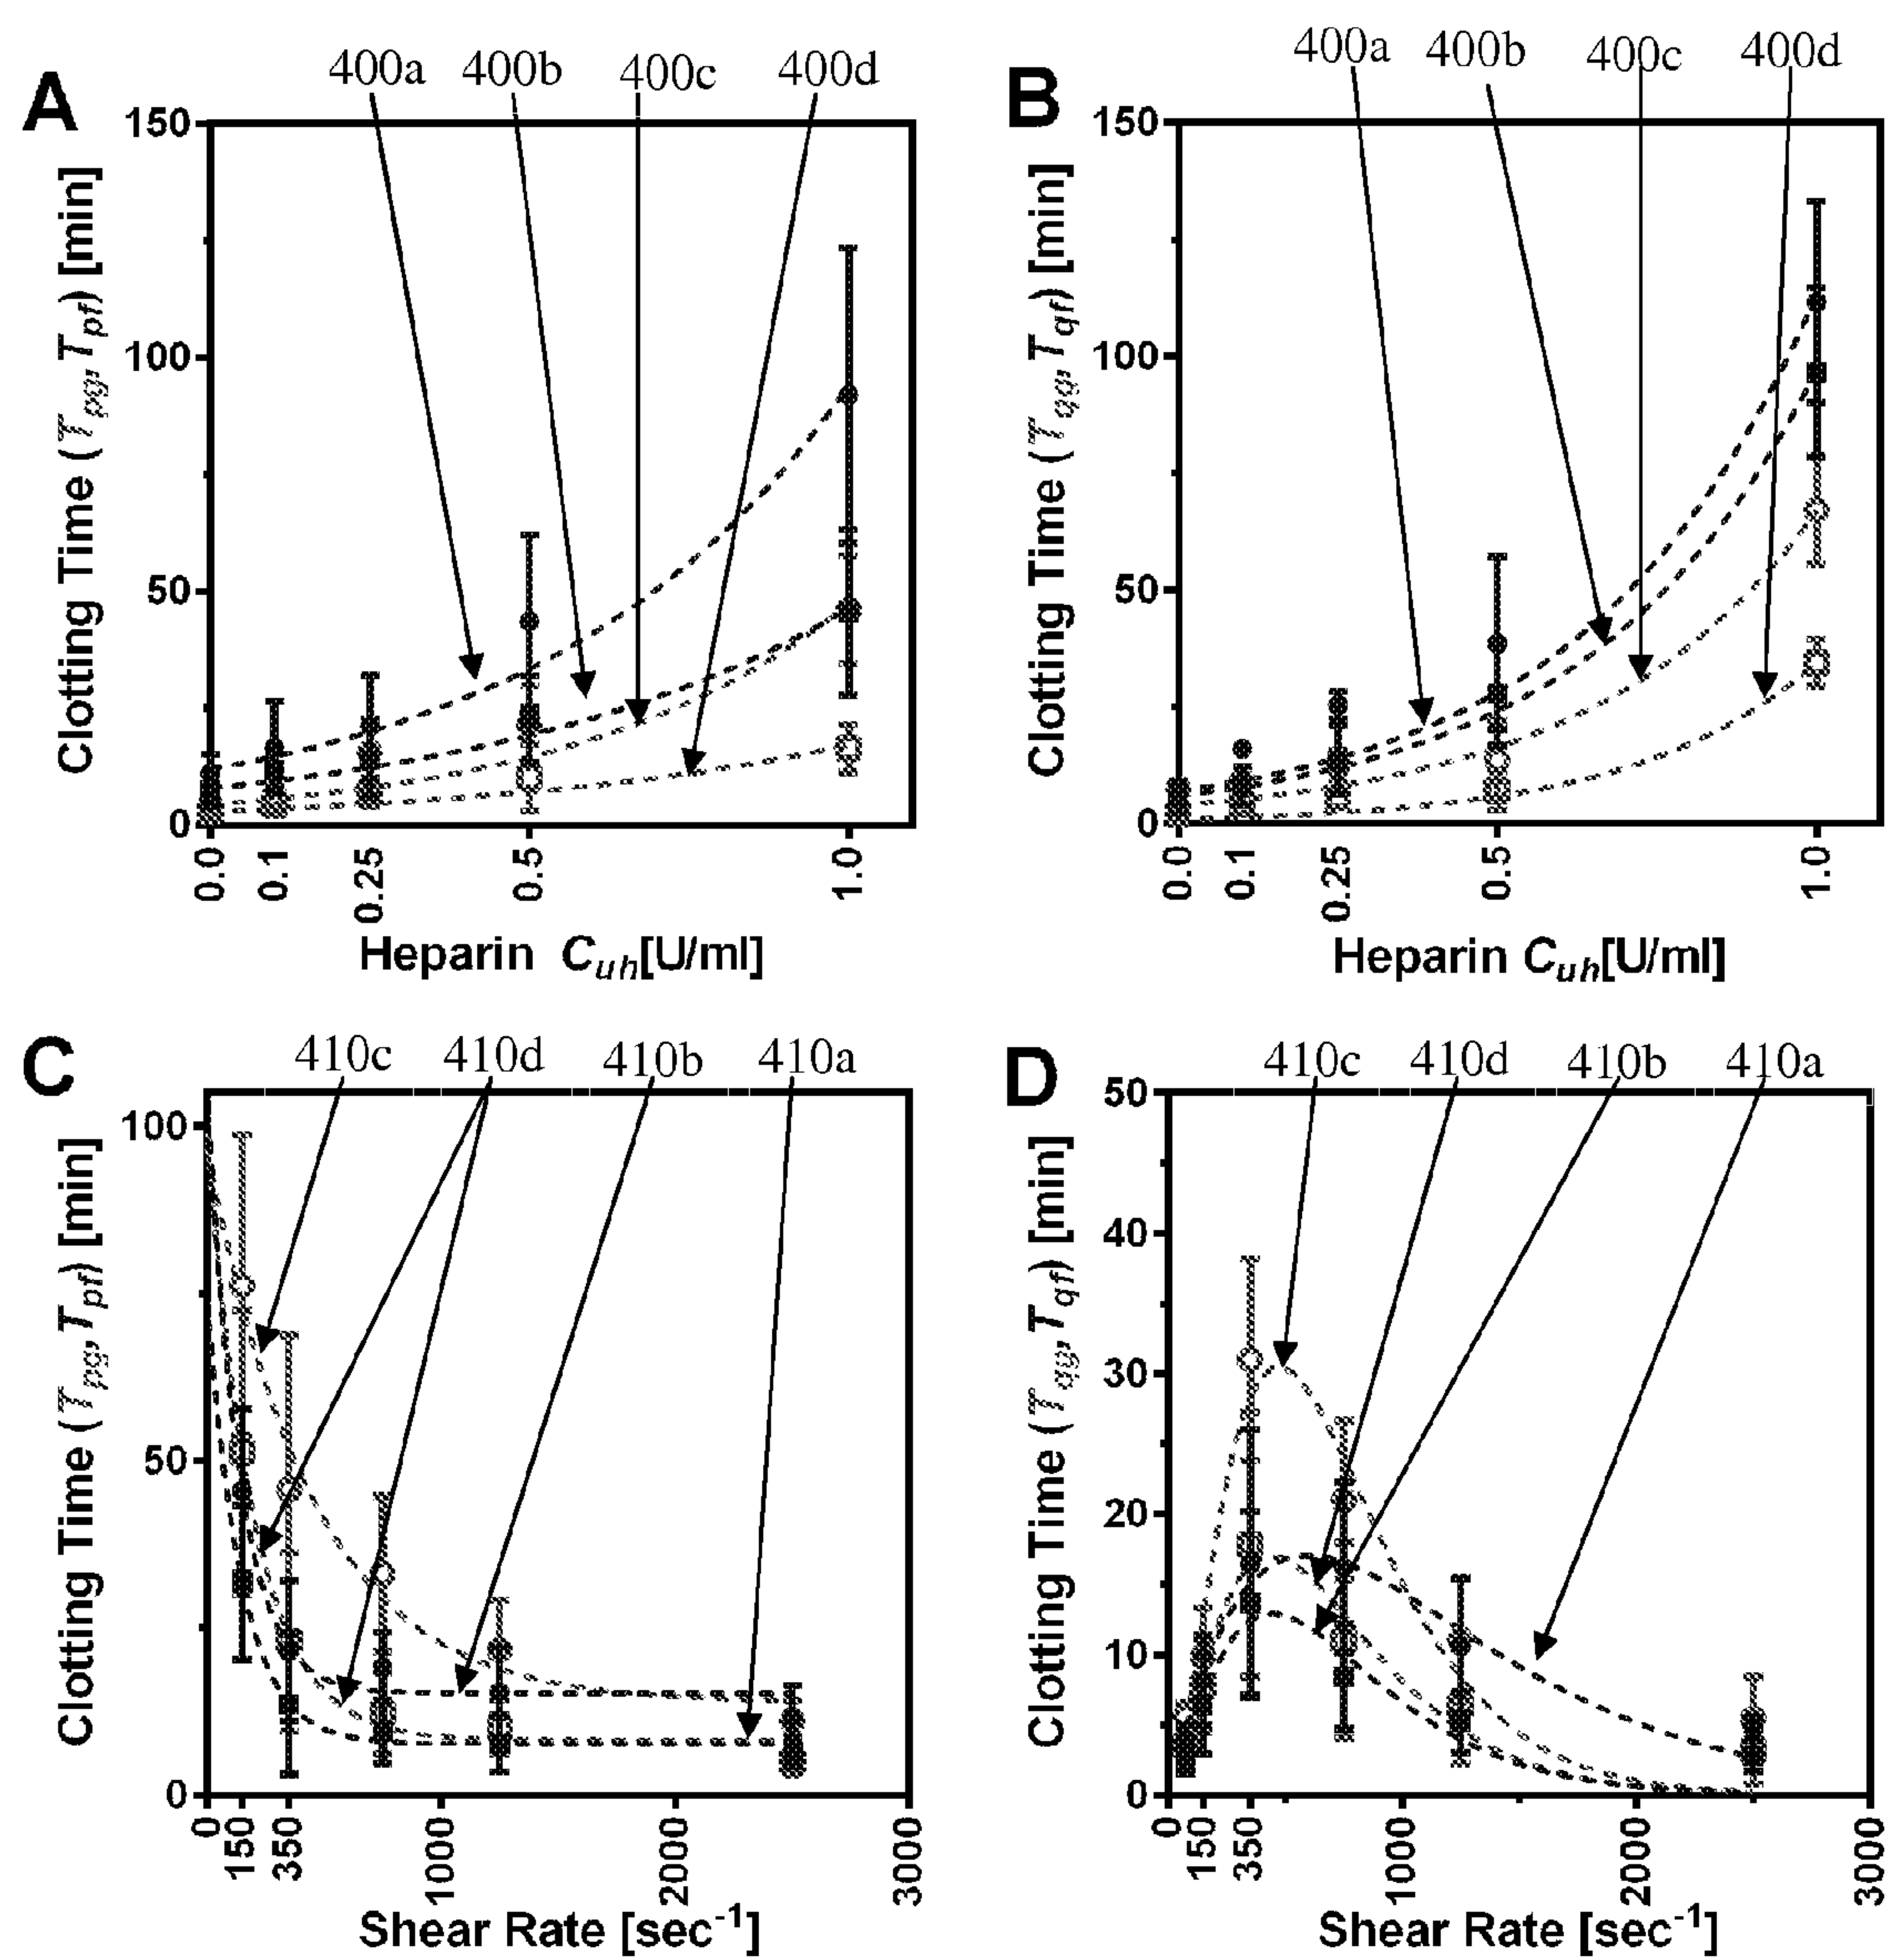 A
400a 400b 400c 400d
Clotting Time (Tpg,Tpf) [min]
150
100
50
0
0.0 0.1 0.25 0.5 1.0
Heparin Cuh[U/ml]
B
400a 400b 400c 400d
Clotting Time (Tqg,Tqf) [min]
150
100
50
0
0.0 0.1 0.25 0.5 1.0
Heparin Cuh[U/ml]
C
410c 410d 410b 410a
Clotting Time (Tpg,Tpf) [min]
100
50
0
0 150 350 1000 2000 3000
Shear Rate [sec-1]
D
410c 410d 410b 410a
Clotting Time (Tqg,Tqf) [min]
50
40
30
20
10
0
0 150 350 1000 2000 3000
Shear Rate [sec-1]